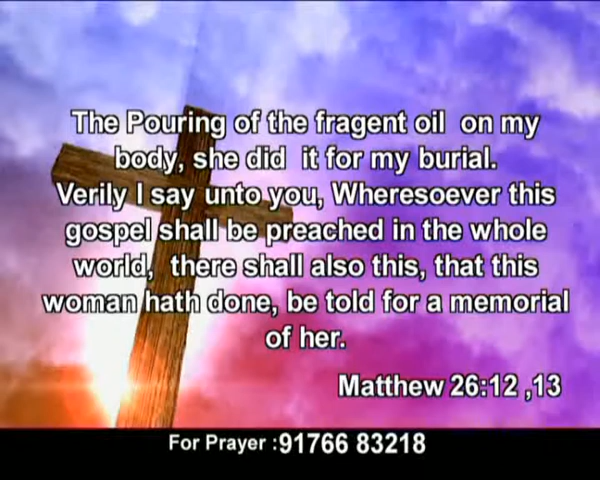 The Pouring of the fragent oil on my
body, she did it for my burial.
Verily I say unto you, Wheresoever this
gospel shall be preached in the whole
world, there shall also this, that this
woman hath done, be told for a memorial
of her.
Matthew 26:12 ,13
For Prayer :91766 83218